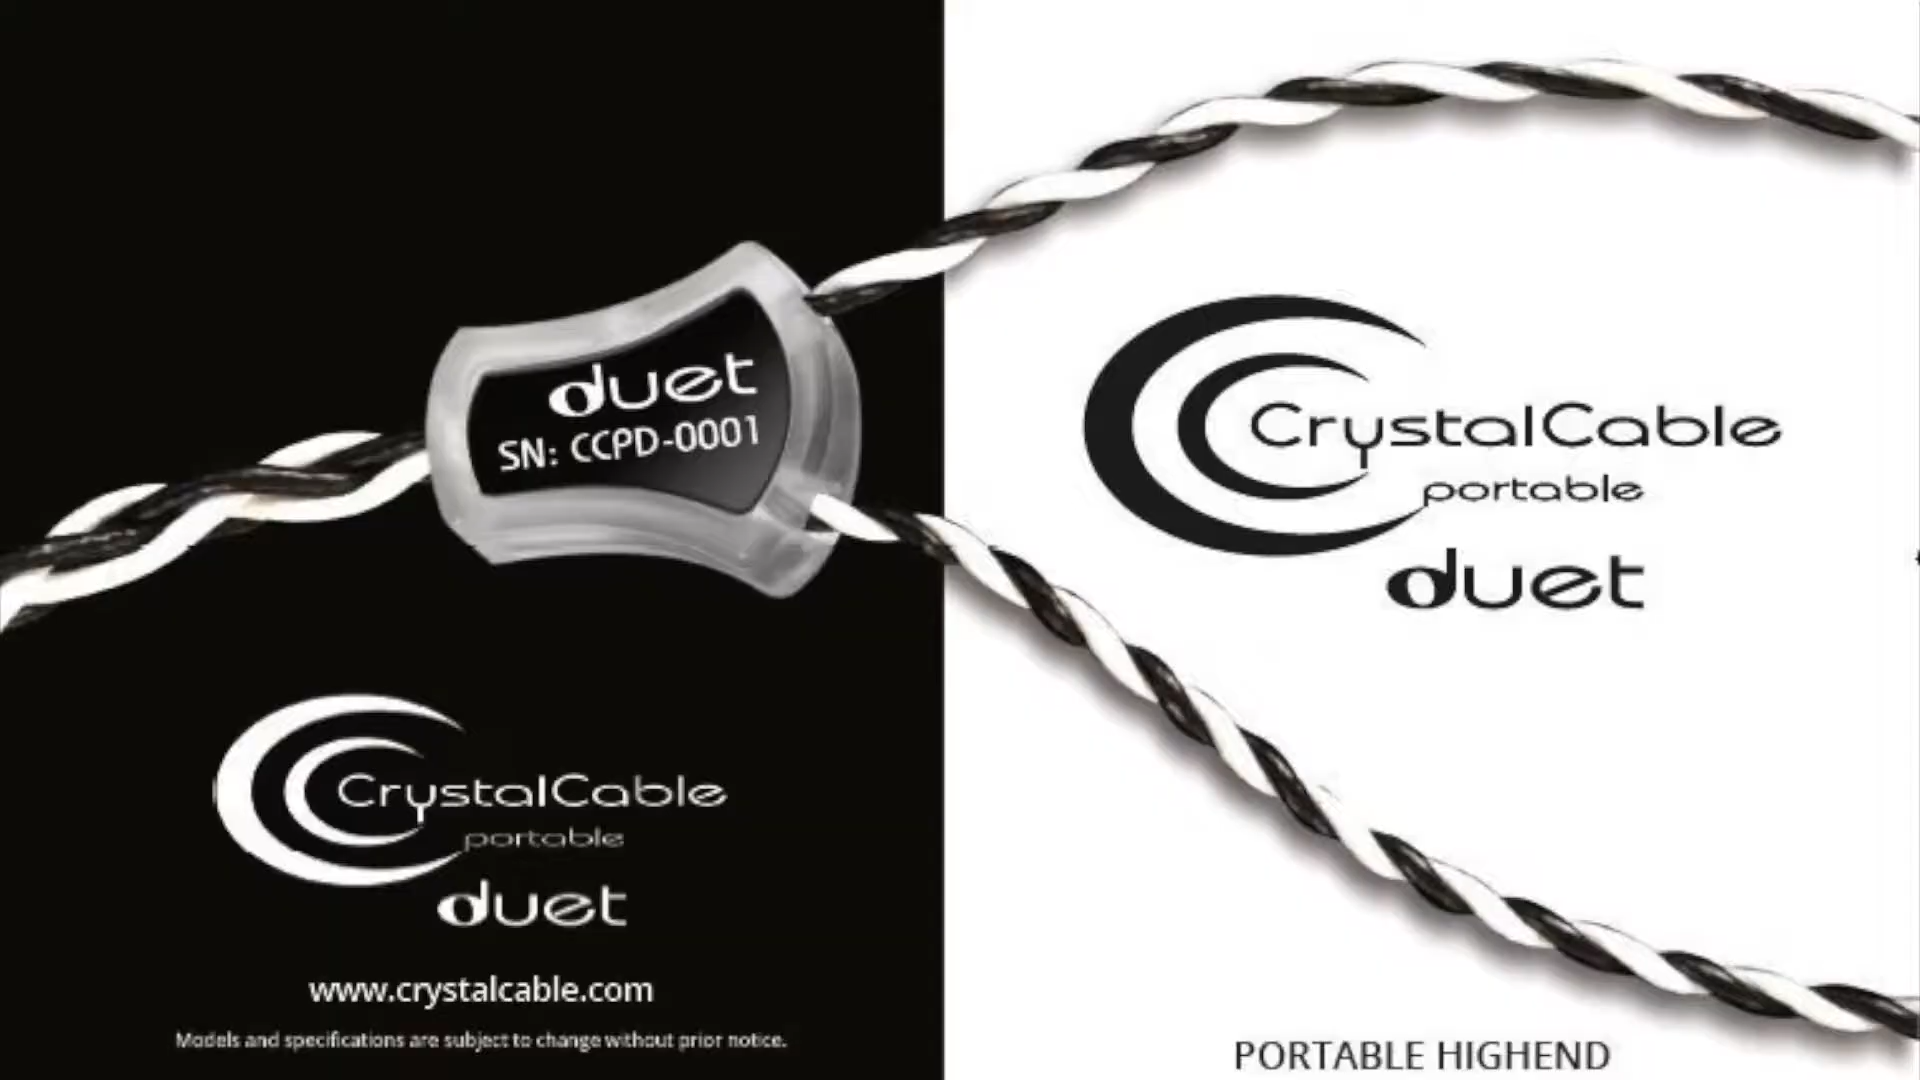 duet
SN: CCPD-0001
CrystalCable
portable
duet
www.crystalcable.com
Models and specifications are subject to change without prior notice.
CrystalCable
portable
duet
PORTABLE HIGHEND